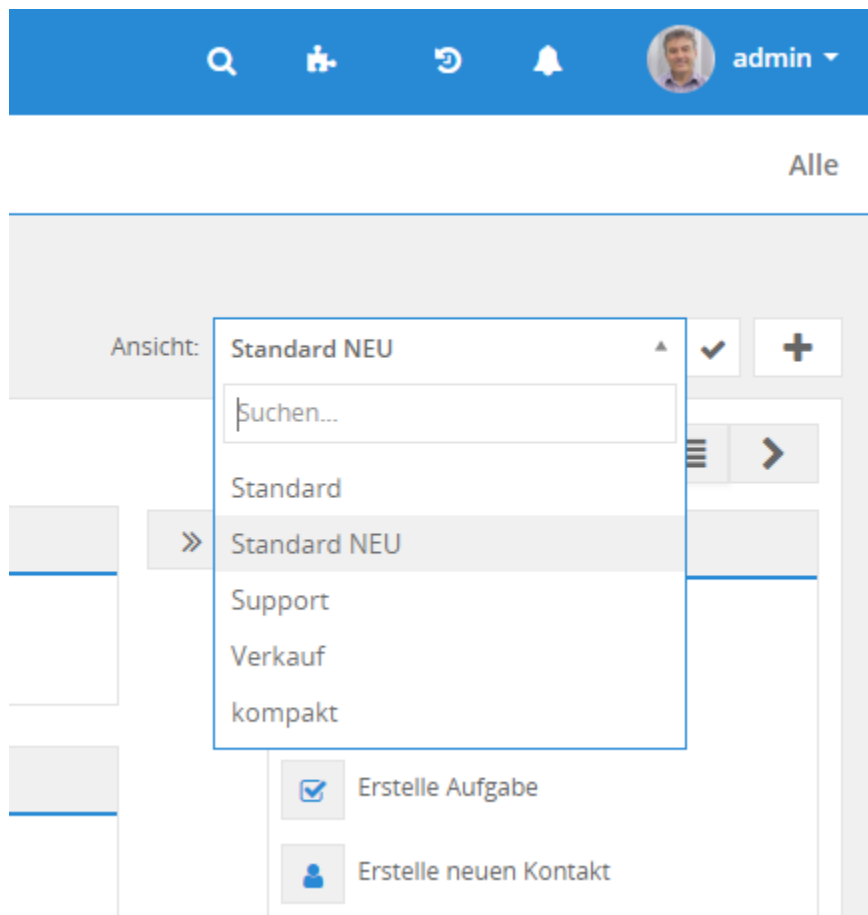 admin
Alle
Ansicht:
Standard NEU
Suchen...
Standard
Standard NEU
Support
Verkauf
kompakt
Erstelle Aufgabe
Erstelle neuen Kontakt